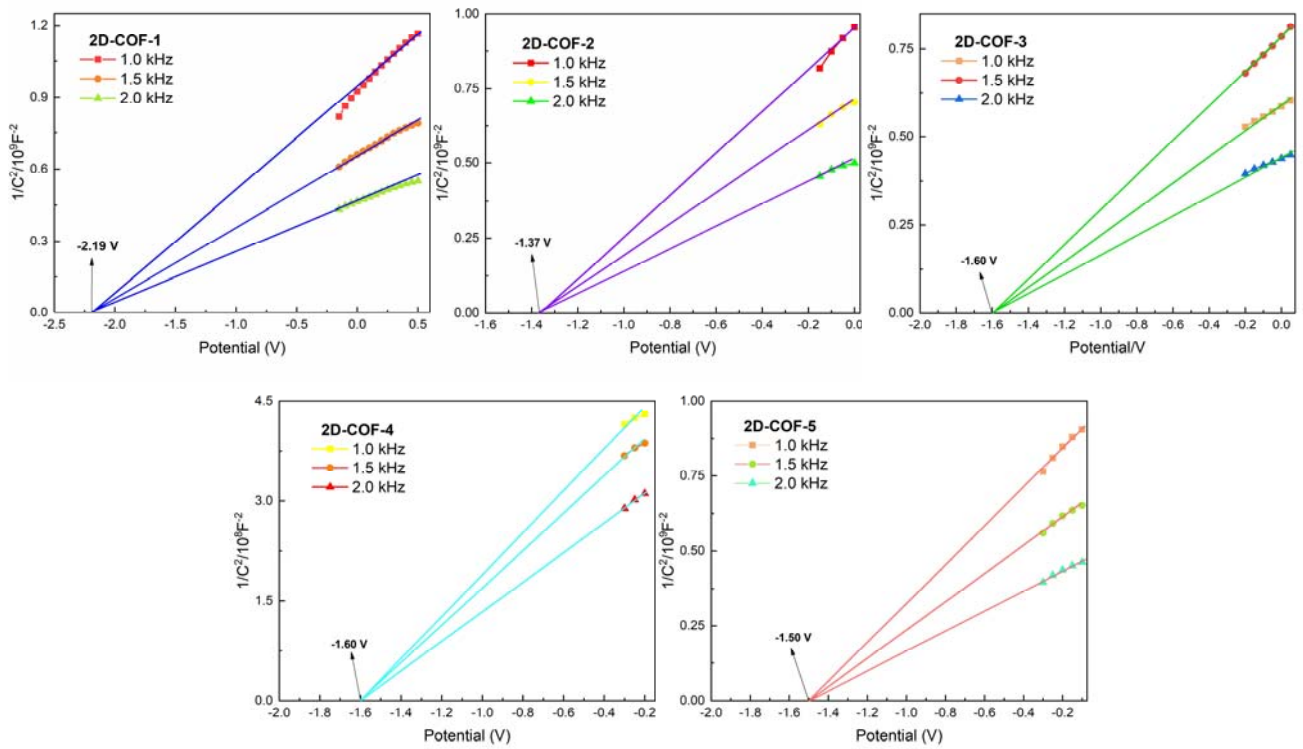 2D-COF-1
1.0 kHz
1.5 kHz
2.0 kHz
1/C²/10⁹F⁻²
1.2
0.9
0.6
0.3
0.0
-2.19 V
-2.5 -2.0 -1.5 -1.0 -0.5 0.0 0.5
Potential (V)
2D-COF-2
1.0 kHz
1.5 kHz
2.0 kHz
1/C²/10⁹F⁻²
1.00
0.75
0.50
0.25
0.00
-1.37 V
-1.6 -1.4 -1.2 -1.0 -0.8 -0.6 -0.4 -0.2 0.0
Potential (V)
2D-COF-3
1.0 kHz
1.5 kHz
2.0 kHz
1/C²/10⁹F⁻²
0.75
0.50
0.25
0.00
-1.60 V
-2.0 -1.8 -1.6 -1.4 -1.2 -1.0 -0.8 -0.6 -0.4 -0.2 0.0
Potential/V
2D-COF-4
1.0 kHz
1.5 kHz
2.0 kHz
1/C²/10⁸F⁻²
4.5
3.0
1.5
0.0
-1.60 V
-2.0 -1.8 -1.6 -1.4 -1.2 -1.0 -0.8 -0.6 -0.4 -0.2
Potential (V)
2D-COF-5
1.0 kHz
1.5 kHz
2.0 kHz
1/C²/10⁹F⁻²
1.00
0.75
0.50
0.25
0.00
-1.50 V
-2.0 -1.8 -1.6 -1.4 -1.2 -1.0 -0.8 -0.6 -0.4 -0.2
Potential (V)